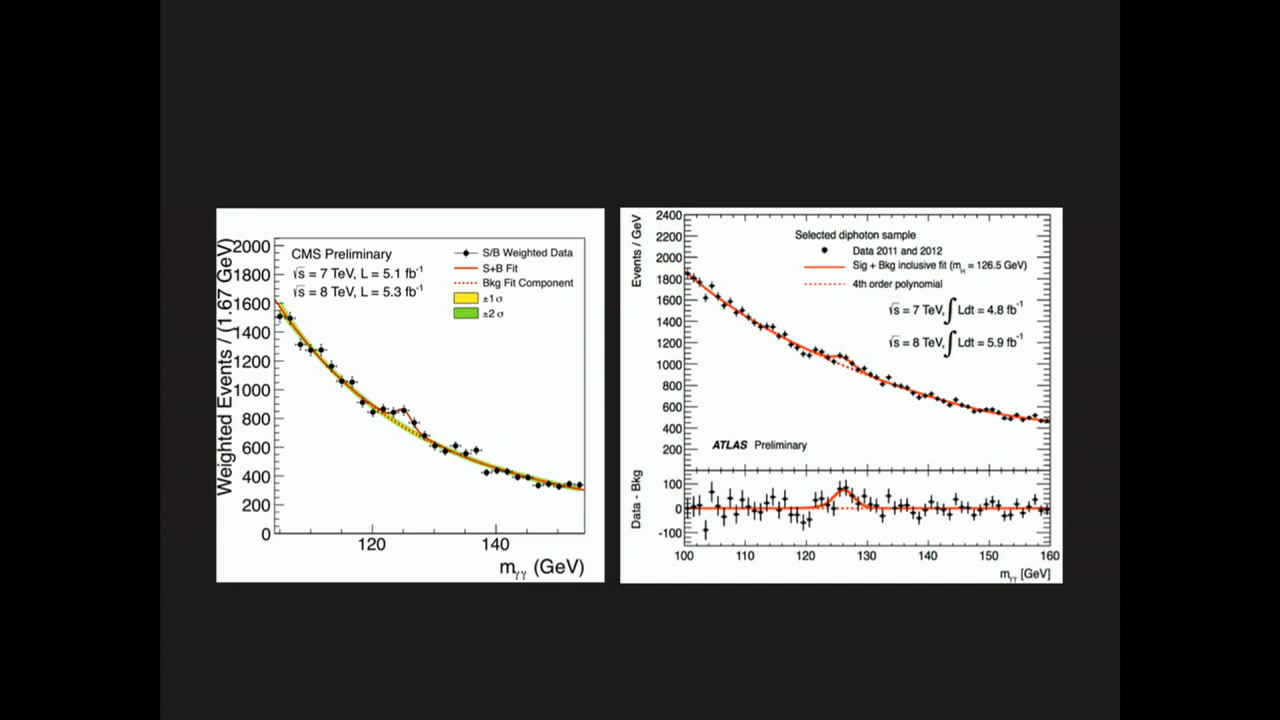 Weighted Events / (1.67 GeV)
2000
1800
1600
1400
1200
1000
800
600
400
200
0
CMS Preliminary
√s = 7 TeV, L = 5.1 fb⁻¹
√s = 8 TeV, L = 5.3 fb⁻¹
S/B Weighted Data
S+B Fit
Bkg Fit Component
±1 σ
±2 σ
120 140
mγγ (GeV)
Events / GeV
2400
2200
2000
1800
1600
1400
1200
1000
800
600
400
200
Selected diphoton sample
Data 2011 and 2012
Sig + Bkg inclusive fit (mH = 126.5 GeV)
4th order polynomial
√s = 7 TeV, ∫ Ldt = 4.8 fb⁻¹
√s = 8 TeV, ∫ Ldt = 5.9 fb⁻¹
ATLAS Preliminary
Data - Bkg
100
0
-100
100 110 120 130 140 150 160
mγγ [GeV]